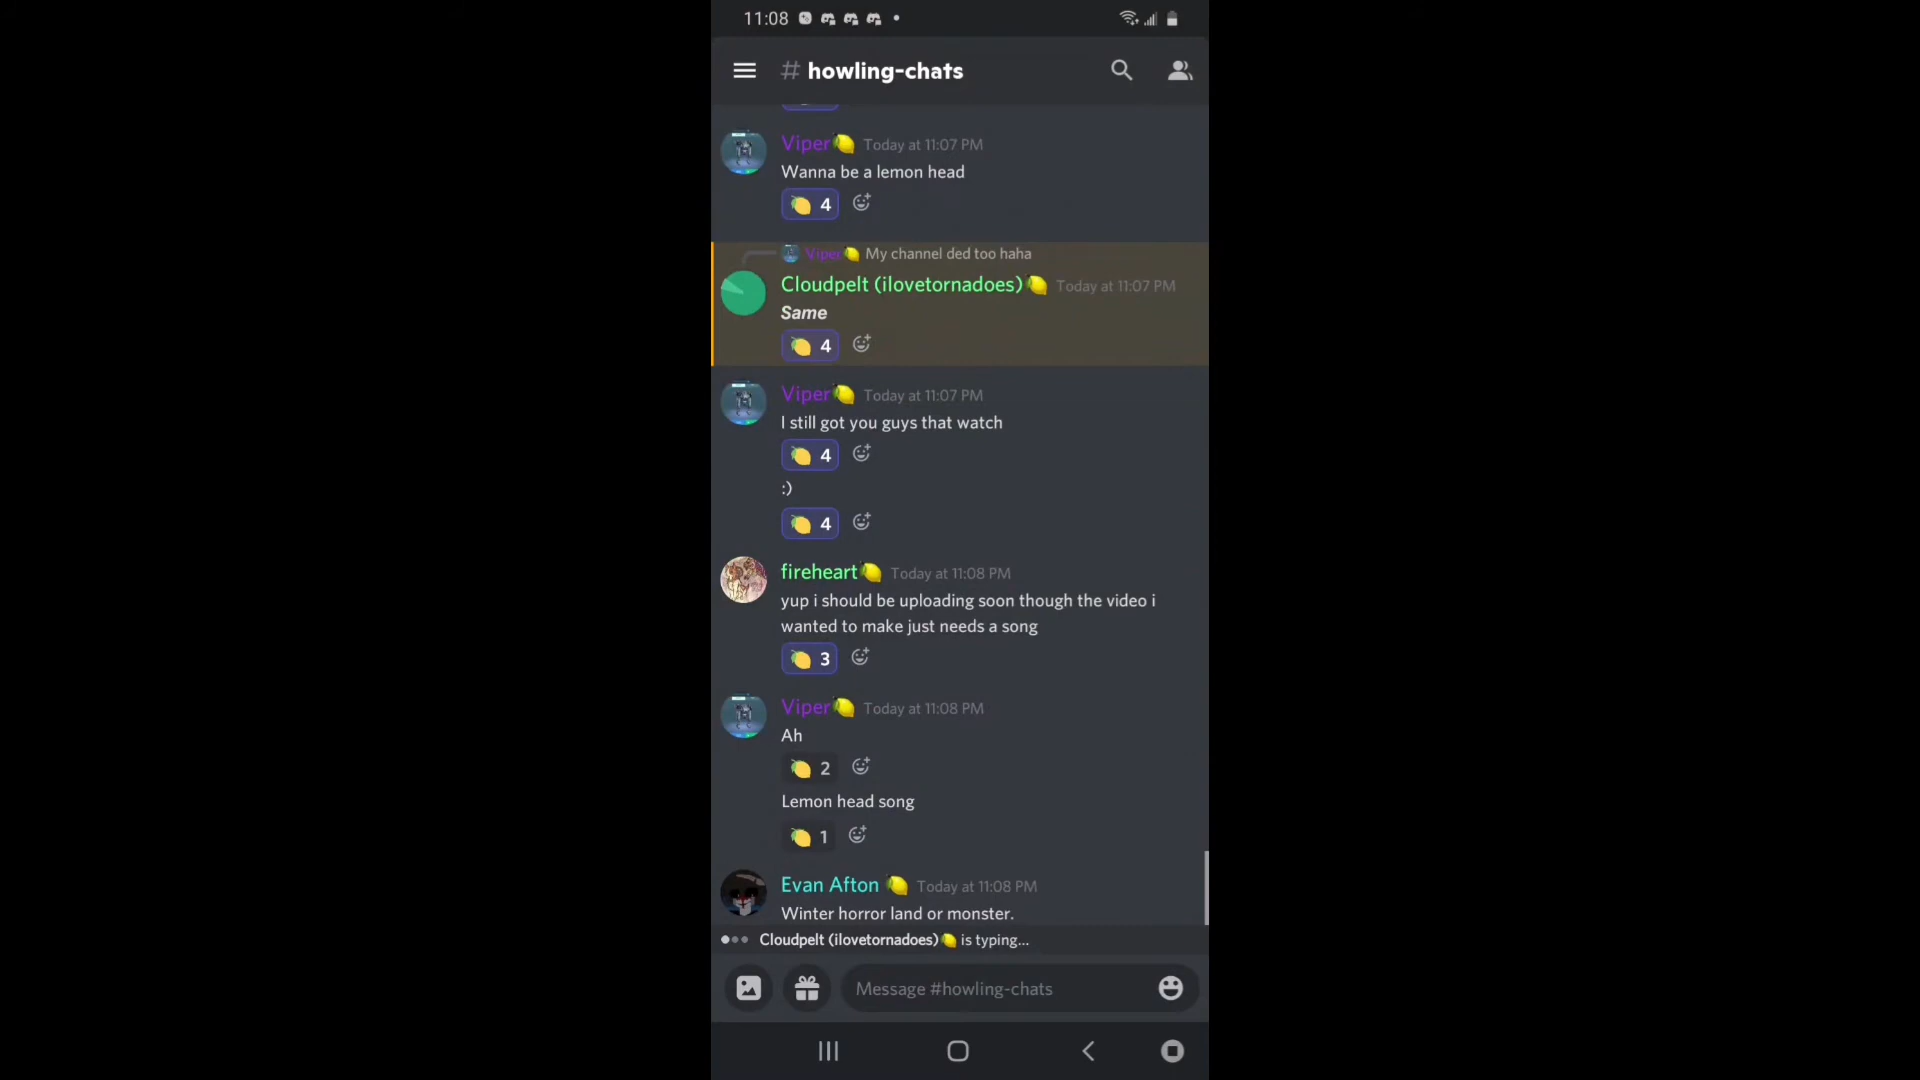 11:08
# howling-chats
Viper🍋 Today at 11:07 PM
Wanna be a lemon head
🍋 4
Viper🍋 My channel ded too haha
Cloudpelt (ilovetornadoes)🍋 Today at 11:07 PM
Same
🍋 4
Viper🍋 Today at 11:07 PM
I still got you guys that watch
🍋 4
:)
🍋 4
fireheart🍋 Today at 11:08 PM
yup i should be uploading soon though the video i
wanted to make just needs a song
🍋 3
Viper🍋 Today at 11:08 PM
Ah
🍋 2
Lemon head song
🍋 1
Evan Afton 🍋 Today at 11:08 PM
Winter horror land or monster.
Cloudpelt (ilovetornadoes)🍋 is typing...
Message #howling-chats